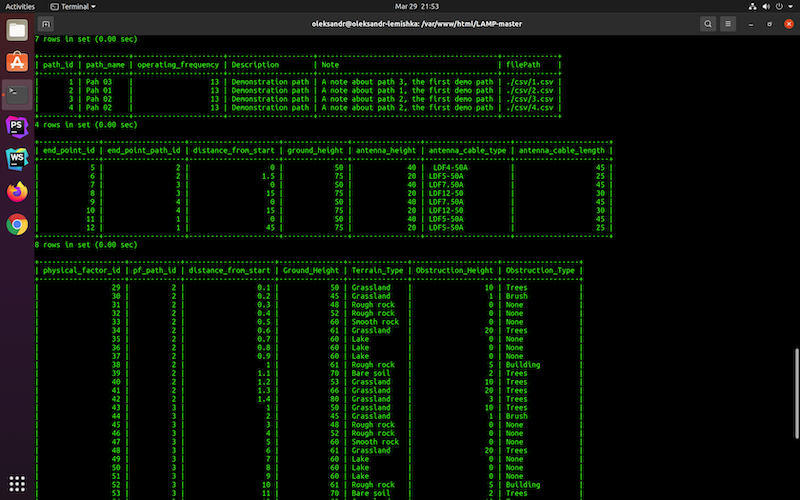 Activities Terminal Mar 29 21:53
oleksandr@oleksandr-lemishka: /var/www/html/LAMP-master
7 rows in set (0.00 sec)
| path_id | path_name | operating_frequency | Description | Note | filePath |
| 1 | Pah 03 | 13 | Demonstration path | A note about path 3, the first demo path | ./csv/1.csv |
| 2 | Pah 01 | 13 | Demonstration path | A note about path 1, the first demo path | ./csv/2.csv |
| 3 | Pah 02 | 13 | Demonstration path | A note about path 2, the first demo path | ./csv/3.csv |
| 4 | Pah 02 | 13 | Demonstration path | A note about path 2, the first demo path | ./csv/4.csv |
4 rows in set (0.00 sec)
| end_point_id | end_point_path_id | distance_from_start | ground_height | antenna_height | antenna_cable_type | antenna_cable_length |
| 5 | 2 | 0 | 50 | 40 | LDF4-50A | 45 |
| 6 | 2 | 1.5 | 75 | 20 | LDF5-50A | 25 |
| 7 | 3 | 0 | 50 | 40 | LDF7.50A | 45 |
| 8 | 3 | 15 | 75 | 20 | LDF12-50 | 30 |
| 9 | 4 | 0 | 50 | 40 | LDF7.50A | 45 |
| 10 | 4 | 15 | 75 | 20 | LDF12-50 | 30 |
| 11 | 1 | 0 | 50 | 40 | LDF5-50A | 45 |
| 12 | 1 | 45 | 75 | 20 | LDF5-50A | 25 |
8 rows in set (0.00 sec)
| physical_factor_id | pf_path_id | distance_from_start | Ground_Height | Terrain_Type | Obstruction_Height | Obstruction_Type |
| 29 | 2 | 0.1 | 50 | Grassland | 10 | Trees |
| 30 | 2 | 0.2 | 45 | Grassland | 1 | Brush |
| 31 | 2 | 0.3 | 48 | Rough rock | 0 | None |
| 32 | 2 | 0.4 | 52 | Rough rock | 0 | None |
| 33 | 2 | 0.5 | 60 | Smooth rock | 0 | None |
| 34 | 2 | 0.6 | 61 | Grassland | 20 | Trees |
| 35 | 2 | 0.7 | 60 | Lake | 0 | None |
| 36 | 2 | 0.8 | 60 | Lake | 0 | None |
| 37 | 2 | 0.9 | 60 | Lake | 0 | None |
| 38 | 2 | 1 | 61 | Rough rock | 5 | Building |
| 39 | 2 | 1.1 | 70 | Bare soil | 2 | Trees |
| 40 | 2 | 1.2 | 53 | Grassland | 10 | Trees |
| 41 | 2 | 1.3 | 66 | Grassland | 20 | Trees |
| 42 | 2 | 1.4 | 80 | Grassland | 3 | Trees |
| 43 | 3 | 1 | 50 | Grassland | 10 | Trees |
| 44 | 3 | 2 | 45 | Grassland | 1 | Brush |
| 45 | 3 | 3 | 48 | Rough rock | 0 | None |
| 46 | 3 | 4 | 52 | Rough rock | 0 | None |
| 47 | 3 | 5 | 60 | Smooth rock | 0 | None |
| 48 | 3 | 6 | 61 | Grassland | 20 | Trees |
| 49 | 3 | 7 | 60 | Lake | 0 | None |
| 50 | 3 | 8 | 60 | Lake | 0 | None |
| 51 | 3 | 9 | 60 | Lake | 0 | None |
| 52 | 3 | 10 | 61 | Rough rock | 5 | Building |
| 53 | 3 | 11 | 70 | Bare soil | 2 | Trees |